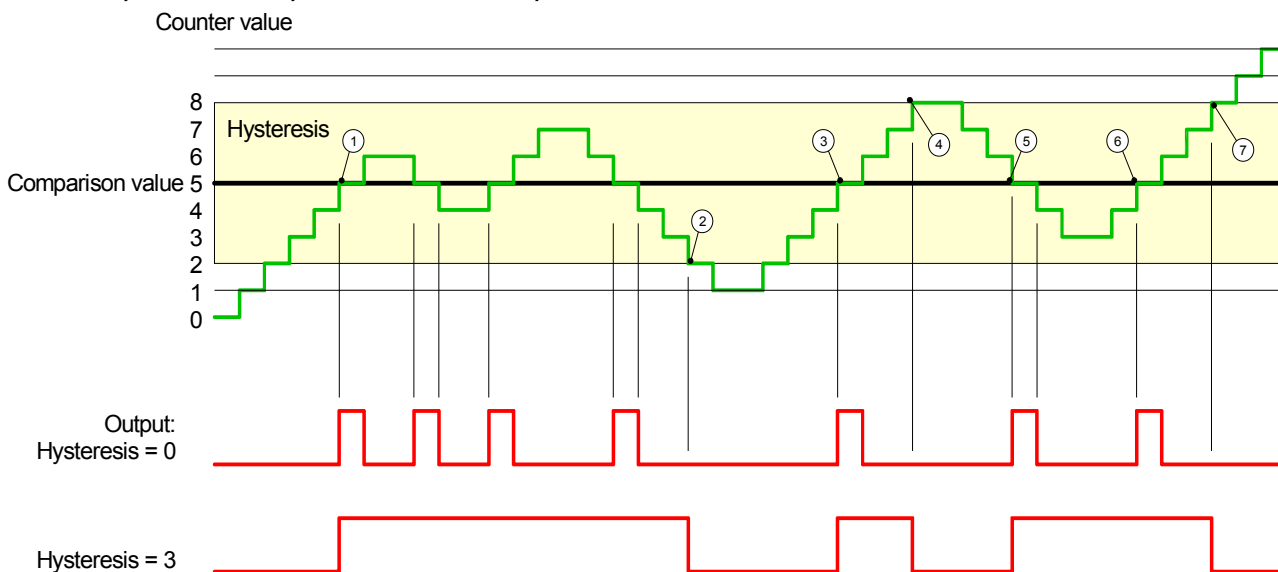 Counter value
8
7
Hysteresis
1
6
3
4
5
6
7
Comparison value 5
4
3
2
2
1
0
Output:
Hysteresis = 0
Hysteresis = 3